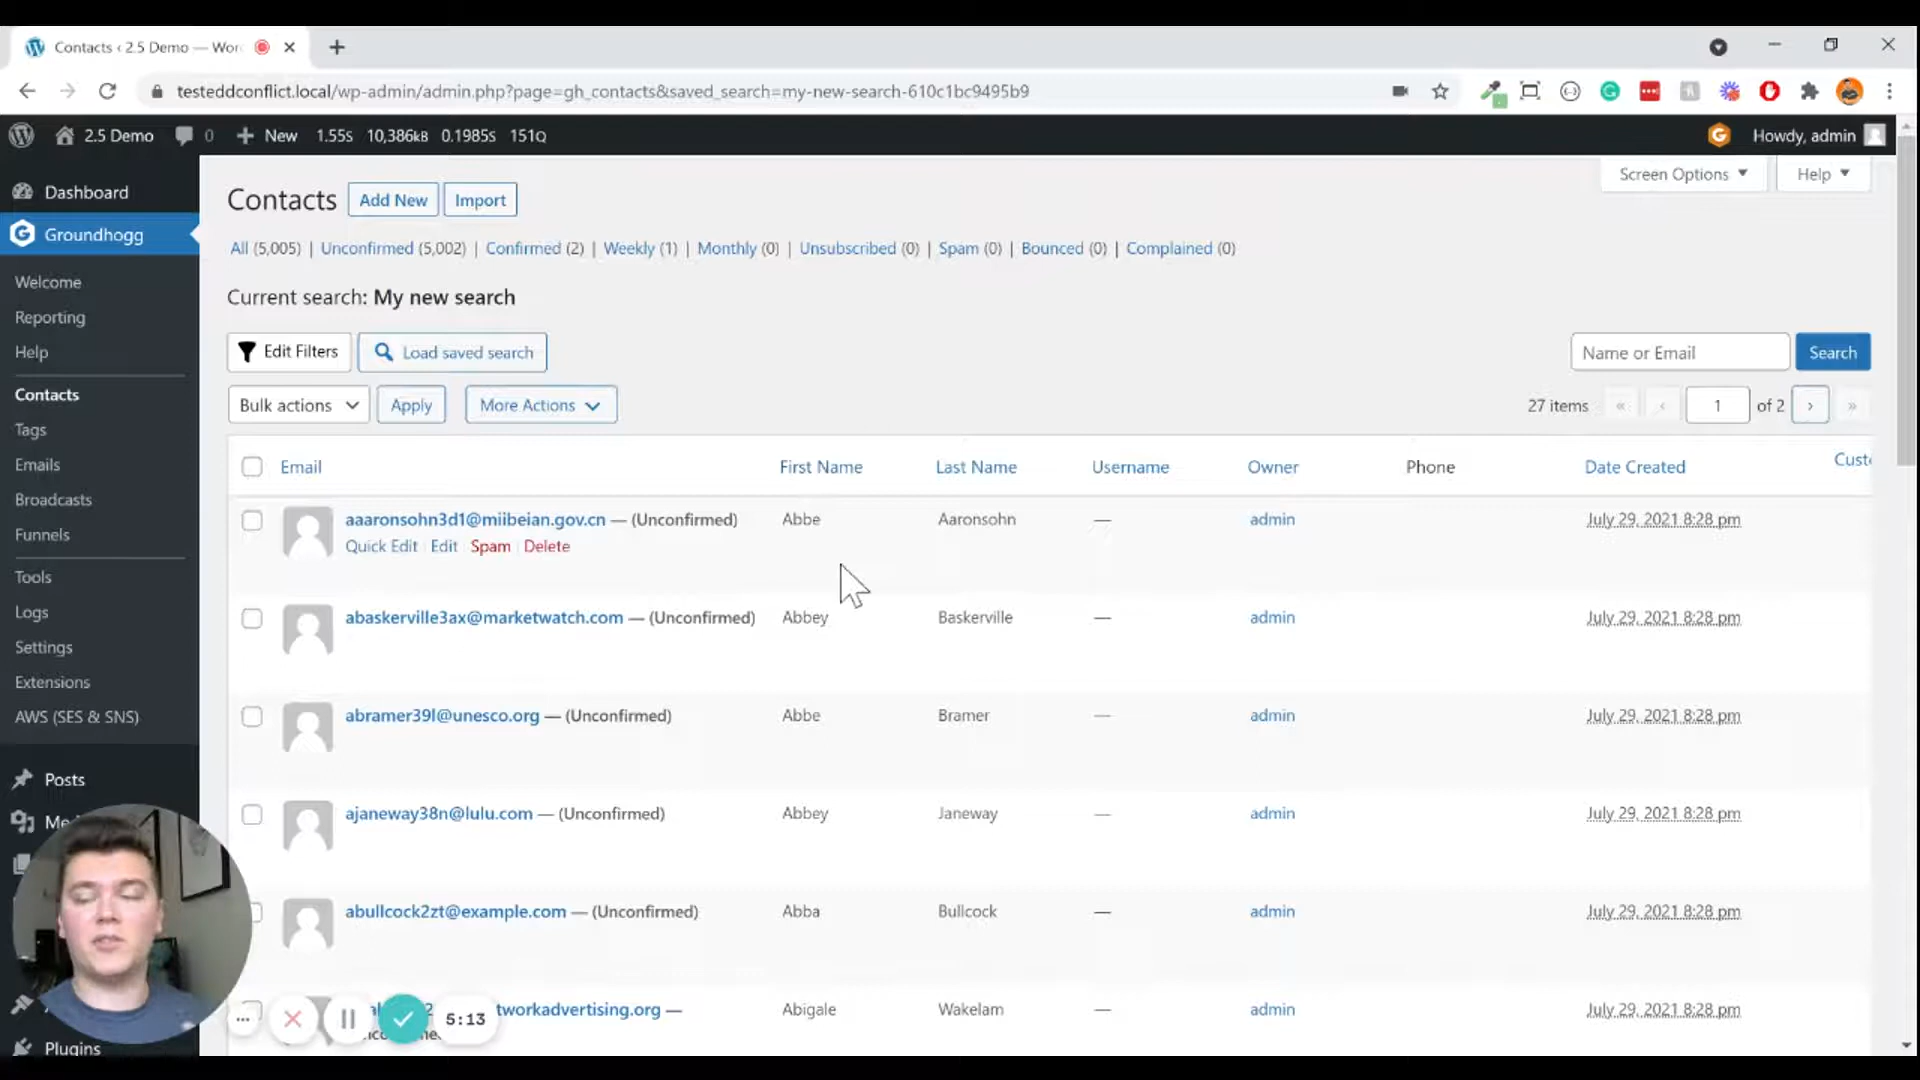 Contacts ‹ 2.5 Demo — Wor
testeddconflict.local/wp-admin/admin.php?page=gh_contacts&saved_search=my-new-search-610c1bc9495b9
2.5 Demo 0 New 1.55s 10,386kB 0.1985s 151Q Howdy, admin
Dashboard
Groundhogg
Welcome
Reporting
Help
Contacts
Tags
Emails
Broadcasts
Funnels
Tools
Logs
Settings
Extensions
AWS (SES & SNS)
Posts
Plugins
Screen Options Help
Contacts Add New Import
All (5,005) | Unconfirmed (5,002) | Confirmed (2) | Weekly (1) | Monthly (0) | Unsubscribed (0) | Spam (0) | Bounced (0) | Complained (0)
Current search: My new search
Edit Filters Load saved search Name or Email Search
Bulk actions Apply More Actions 27 items « ‹ 1 of 2 › »
Email First Name Last Name Username Owner Phone Date Created
aaaronsohn3d1@miibeian.gov.cn — (Unconfirmed) Abbe Aaronsohn — admin July 29, 2021 8:28 pm
Quick Edit Edit Spam Delete
abaskerville3ax@marketwatch.com — (Unconfirmed) Abbey Baskerville — admin July 29, 2021 8:28 pm
abramer39l@unesco.org — (Unconfirmed) Abbe Bramer — admin July 29, 2021 8:28 pm
ajaneway38n@lulu.com — (Unconfirmed) Abbey Janeway — admin July 29, 2021 8:28 pm
abullcock2zt@example.com — (Unconfirmed) Abba Bullcock — admin July 29, 2021 8:28 pm
tworkadvertising.org — Abigale Wakelam — admin July 29, 2021 8:28 pm
5:13